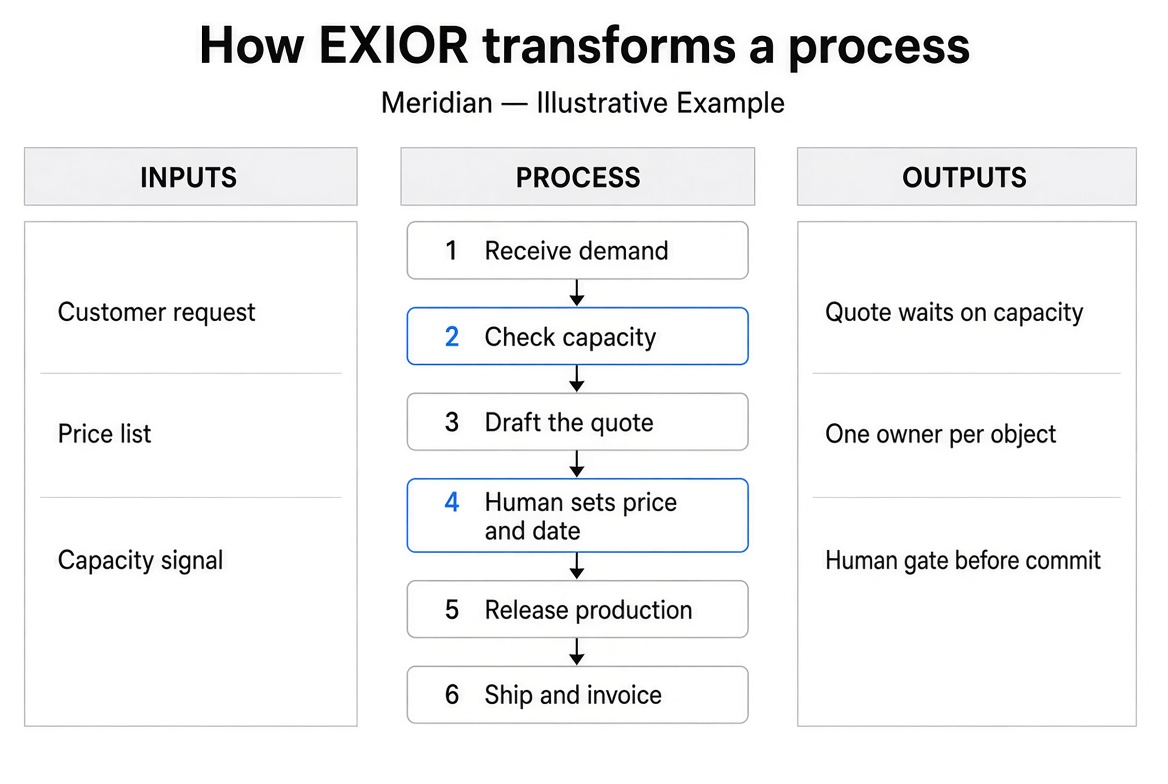 How EXIOR transforms a process
Meridian — Illustrative Example
INPUTS
Customer request
Price list
Capacity signal
PROCESS
1 Receive demand
2 Check capacity
3 Draft the quote
4 Human sets price
and date
5 Release production
6 Ship and invoice
OUTPUTS
Quote waits on capacity
One owner per object
Human gate before commit